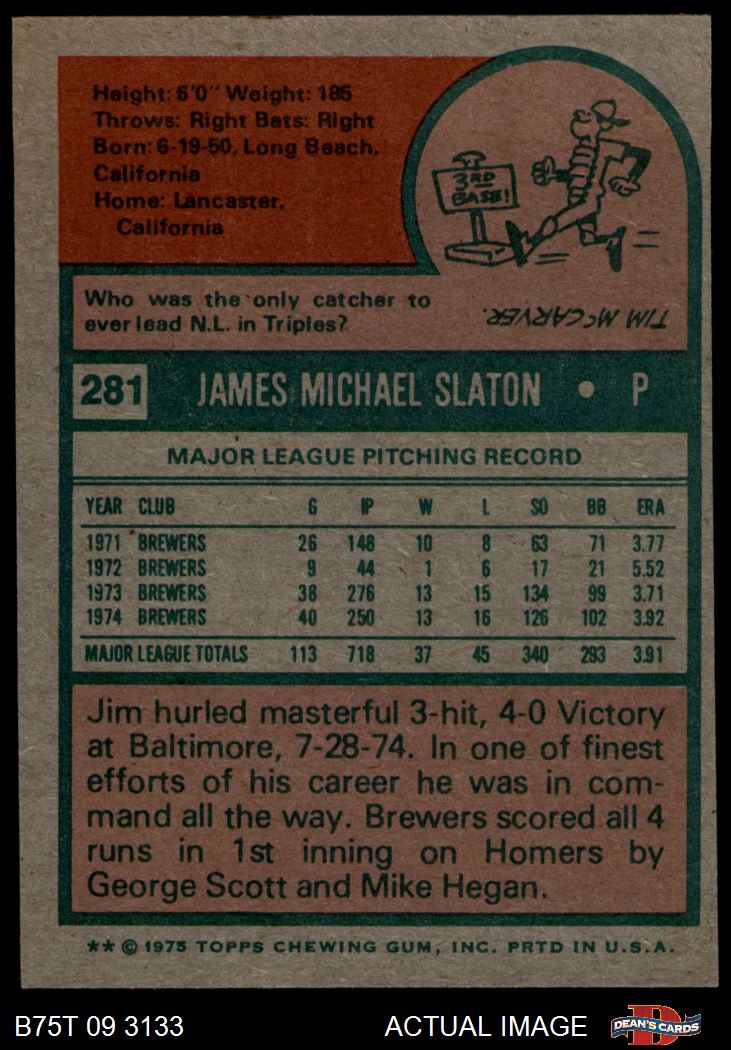 Height: 6'0" Weight: 185
Throws: Right Bats: Right
Born: 6-19-50, Long Beach,
California
Home: Lancaster,
California
3RD
BASE!
Who was the only catcher to
ever lead N.L. in Triples?
TIM McCARVER.
281 JAMES MICHAEL SLATON • P
MAJOR LEAGUE PITCHING RECORD
YEAR CLUB G IP W L SO BB ERA
1971 BREWERS 26 148 10 8 63 71 3.77
1972 BREWERS 9 44 1 6 17 21 5.52
1973 BREWERS 38 276 13 15 134 99 3.71
1974 BREWERS 40 250 13 16 126 102 3.92
MAJOR LEAGUE TOTALS 113 718 37 45 340 293 3.91
Jim hurled masterful 3-hit, 4-0 Victory
at Baltimore, 7-28-74. In one of finest
efforts of his career he was in com-
mand all the way. Brewers scored all 4
runs in 1st inning on Homers by
George Scott and Mike Hegan.
** © 1975 TOPPS CHEWING GUM, INC. PRTD IN U.S.A.
B75T 09 3133 ACTUAL IMAGE DEAN'S CARDS